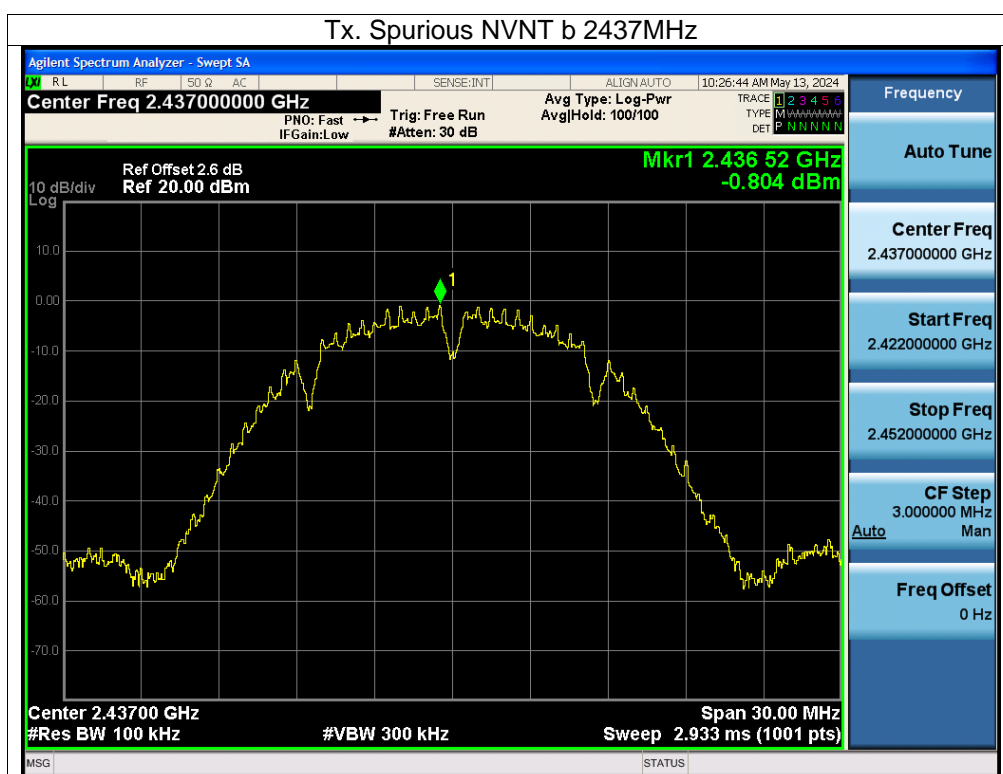 Tx. Spurious NVNT b 2437MHz
Agilent Spectrum Analyzer - Swept SA
LXI RL RF 50 Ω AC SENSE:INT ALIGN AUTO 10:26:44 AM May 13, 2024
Center Freq 2.437000000 GHz
PNO: Fast
IFGain:Low
Trig: Free Run
#Atten: 30 dB
Avg Type: Log-Pwr
Avg|Hold: 100/100
TRACE 1 2 3 4 5 6
TYPE M WWWWW
DET P N N N N N
Mkr1 2.436 52 GHz
-0.804 dBm
Ref Offset 2.6 dB
10 dB/div Ref 20.00 dBm
Log
10.0
0.00
-10.0
-20.0
-30.0
-40.0
-50.0
-60.0
-70.0
1
Center 2.43700 GHz Span 30.00 MHz
#Res BW 100 kHz #VBW 300 kHz Sweep 2.933 ms (1001 pts)
MSG STATUS
Frequency
Auto Tune
Center Freq
2.437000000 GHz
Start Freq
2.422000000 GHz
Stop Freq
2.452000000 GHz
CF Step
3.000000 MHz
Auto Man
Freq Offset
0 Hz